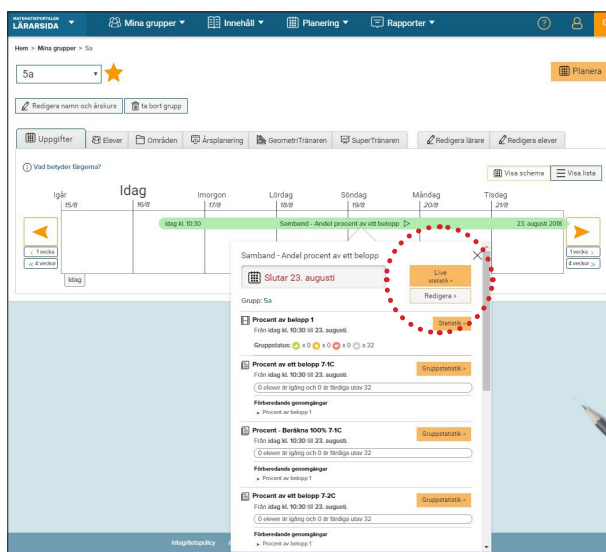 MATEMATIKPORTALEN
LÄRARSIDA
Mina grupper
Innehåll
Planering
Rapporter
Hem > Mina grupper > 5a
5a
Planera
Redigera namn och årskurs
ta bort grupp
Uppgifter
Elever
Områden
Årsplanering
GeometriTränaren
SuperTränaren
Redigera lärare
Redigera elever
Vad betyder färgerna?
Visa schema
Visa lista
Igår
Idag
Imorgon
Lördag
Söndag
Måndag
Tisdag
15/8
16/8
17/8
18/8
19/8
20/8
21/8
Idag kl. 10:30
Samband - Andel procent av ett belopp
23. augusti 2018
< 1 vecka
<< 4 veckor
1 vecka >
4 veckor >>
Idag
Samband - Andel procent av ett belopp
Slutar 23. augusti
Live
statistik »
Redigera »
Grupp: 5a
Procent av belopp 1
Från idag kl. 10:30 till 23. augusti.
Statistik »
Gruppstatus: x 0 x 0 x 0 x 32
Procent av ett belopp 7-1C
Från idag kl. 10:30 till 23. augusti.
Gruppstatistik »
0 elever är igång och 0 är färdiga utav 32
Förberedande genomgångar
Procent av belopp 1
Procent - Beräkna 100% 7-1C
Från idag kl. 10:30 till 23. augusti.
Gruppstatistik »
0 elever är igång och 0 är färdiga utav 32
Förberedande genomgångar
Procent av belopp 1
Procent av ett belopp 7-2C
Från idag kl. 10:30 till 23. augusti.
Gruppstatistik »
0 elever är igång och 0 är färdiga utav 32
Förberedande genomgångar
Procent av belopp 1
Integritetspolicy